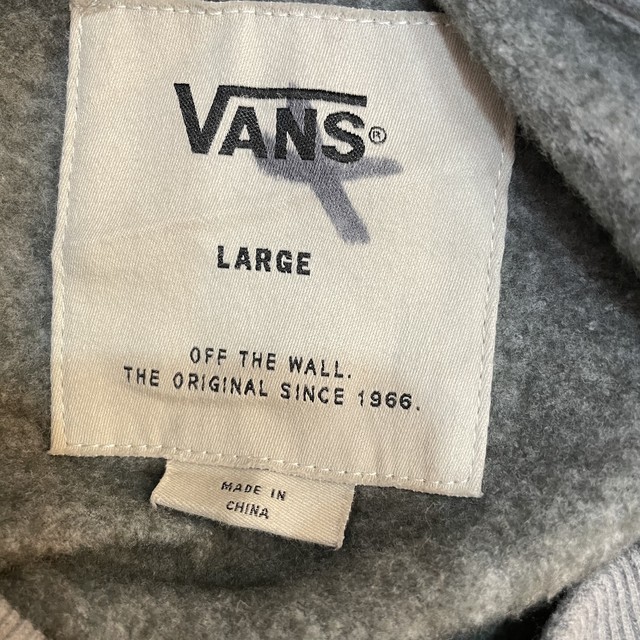 VANS®
LARGE
OFF THE WALL.
THE ORIGINAL SINCE 1966.
MADE IN
CHINA